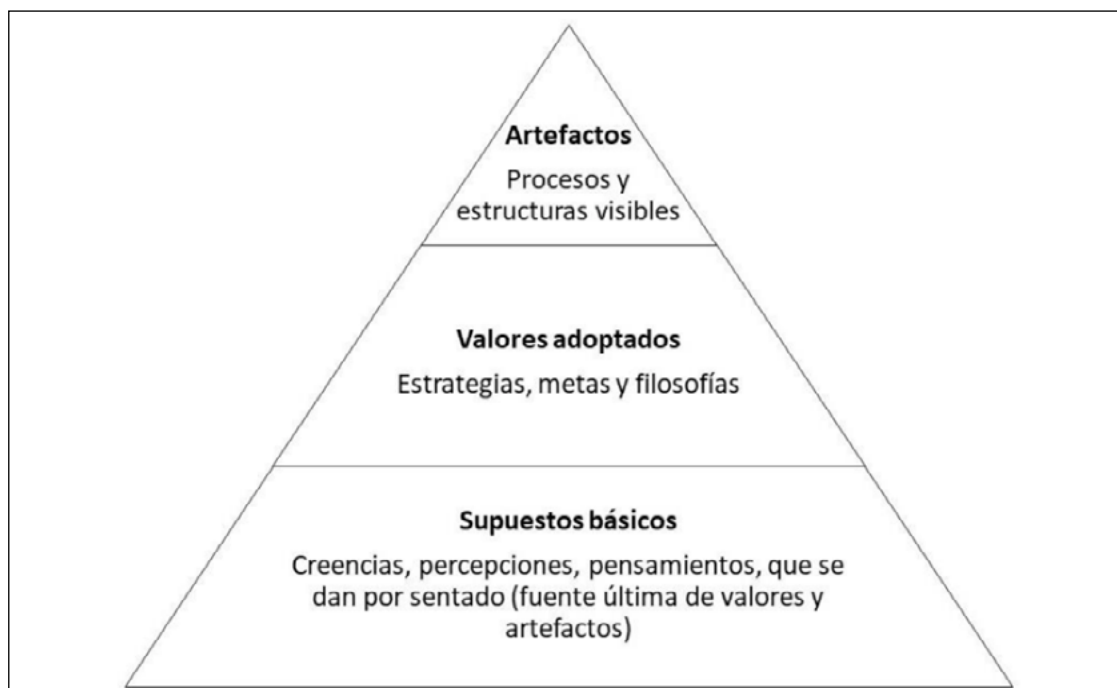 Artefactos
Procesos y
estructuras visibles
Valores adoptados
Estrategias, metas y filosofías
Supuestos básicos
Creencias, percepciones, pensamientos, que se
dan por sentado (fuente última de valores y
artefactos)